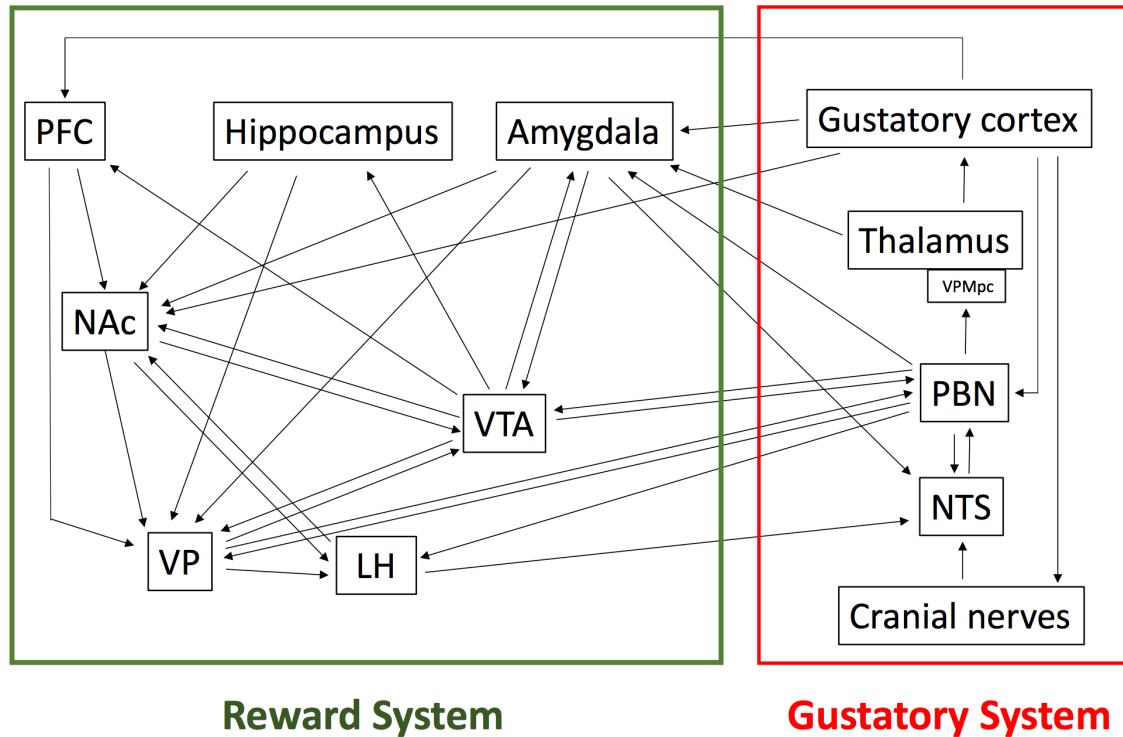 PFC
Hippocampus
Amygdala
Gustatory cortex
Thalamus
VPMpc
NAc
PBN
VTA
NTS
VP
LH
Cranial nerves
Reward System
Gustatory System